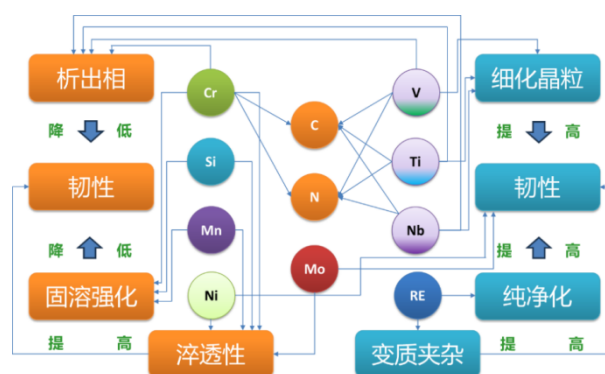 析出相
Cr
V
细化晶粒
C
降 低
提 高
Si
Ti
韧性
N
韧性
降 低
Mn
Nb
提 高
Mo
固溶强化
Ni
RE
纯净化
提 高
淬透性
变质夹杂
提 高